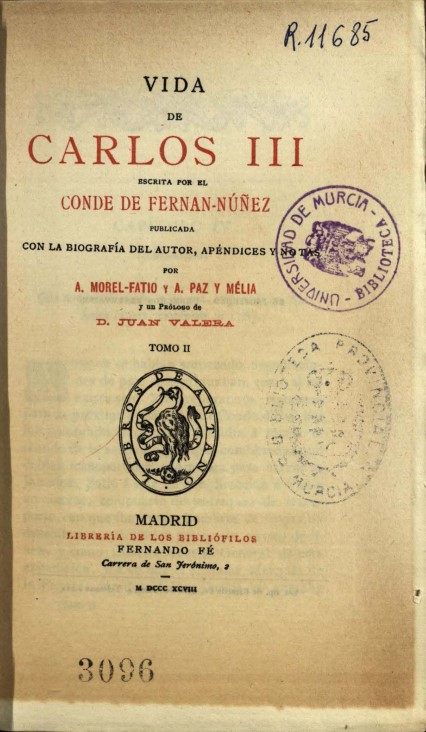 R.11685
VIDA
DE
CARLOS III
ESCRITA POR EL
CONDE DE FERNAN-NÚÑEZ
PUBLICADA
CON LA BIOGRAFÍA DEL AUTOR, APÉNDICES Y NOTAS
POR
A. MOREL-FATIO Y A. PAZ Y MÉLIA
Y UN PRÓLOGO de
D. JUAN VALERA
TOMO II
UNIVERSIDAD DE MURCIA - BIBLIOTECA -
BIBLIOTECA PROVINCIAL
MURCIA
LIBROS DE ANTAÑO
MADRID
LIBRERÍA DE LOS BIBLIÓFILOS
FERNANDO FÉ
Carrera de San Jerónimo, 2
M DCCC XCVIII
3096